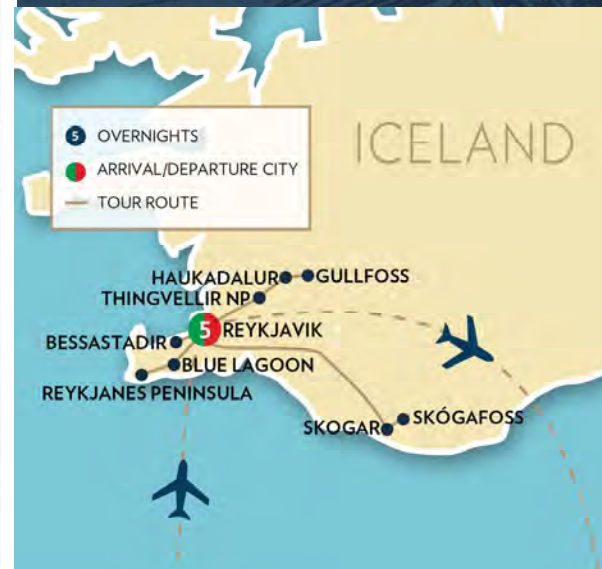 5 OVERNIGHTS
ARRIVAL/DEPARTURE CITY
TOUR ROUTE
ICELAND
HAUKADALUR
GULLFOSS
THINGVELLIR NP
5 REYKJAVIK
BESSASTADIR
BLUE LAGOON
REYKJANES PENINSULA
SKOGAR
SKÓGAFOSS